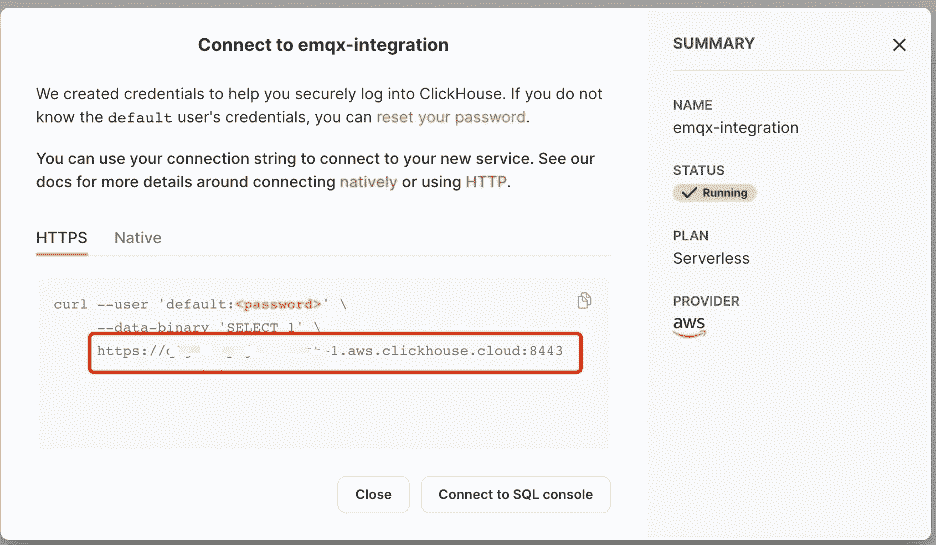 Connect to emqx-integration
We created credentials to help you securely log into ClickHouse. If you do not
know the default user's credentials, you can reset your password.
You can use your connection string to connect to your new service. See our
docs for more details around connecting natively or using HTTP.
HTTPS Native
curl --user 'default:<password>' \
--data-binary 'SELECT 1' \
https:// -1.aws.clickhouse.cloud:8443
Close Connect to SQL console
SUMMARY
NAME
emqx-integration
STATUS
Running
PLAN
Serverless
PROVIDER
aws